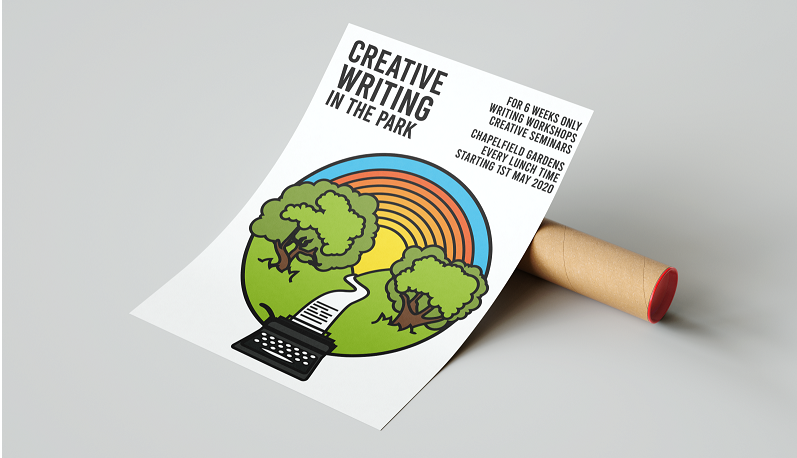 CREATIVE
WRITING
IN THE PARK
FOR 6 WEEKS ONLY
WRITING WORKSHOPS
CREATIVE SEMINARS
CHAPELFIELD GARDENS
EVERY LUNCH TIME
STARTING 1ST MAY 2020